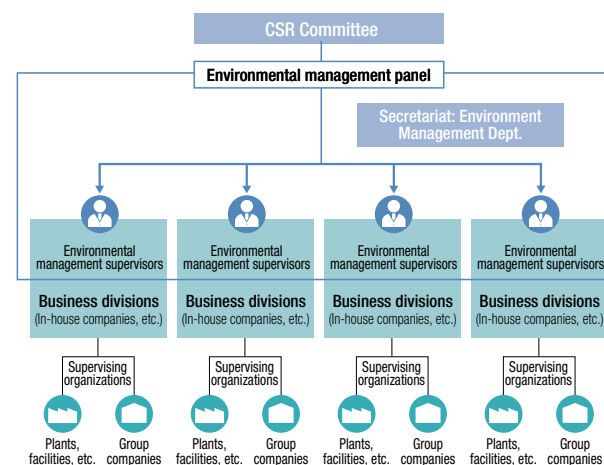 CSR Committee
Environmental management panel
Secretariat: Environment
Management Dept.
Environmental
management supervisors
Business divisions
(In-house companies, etc.)
Environmental
management supervisors
Business divisions
(In-house companies, etc.)
Environmental
management supervisors
Business divisions
(In-house companies, etc.)
Environmental
management supervisors
Business divisions
(In-house companies, etc.)
Supervising
organizations
Supervising
organizations
Supervising
organizations
Supervising
organizations
Plants,
facilities, etc.
Group
companies
Plants,
facilities, etc.
Group
companies
Plants,
facilities, etc.
Group
companies
Plants,
facilities, etc.
Group
companies